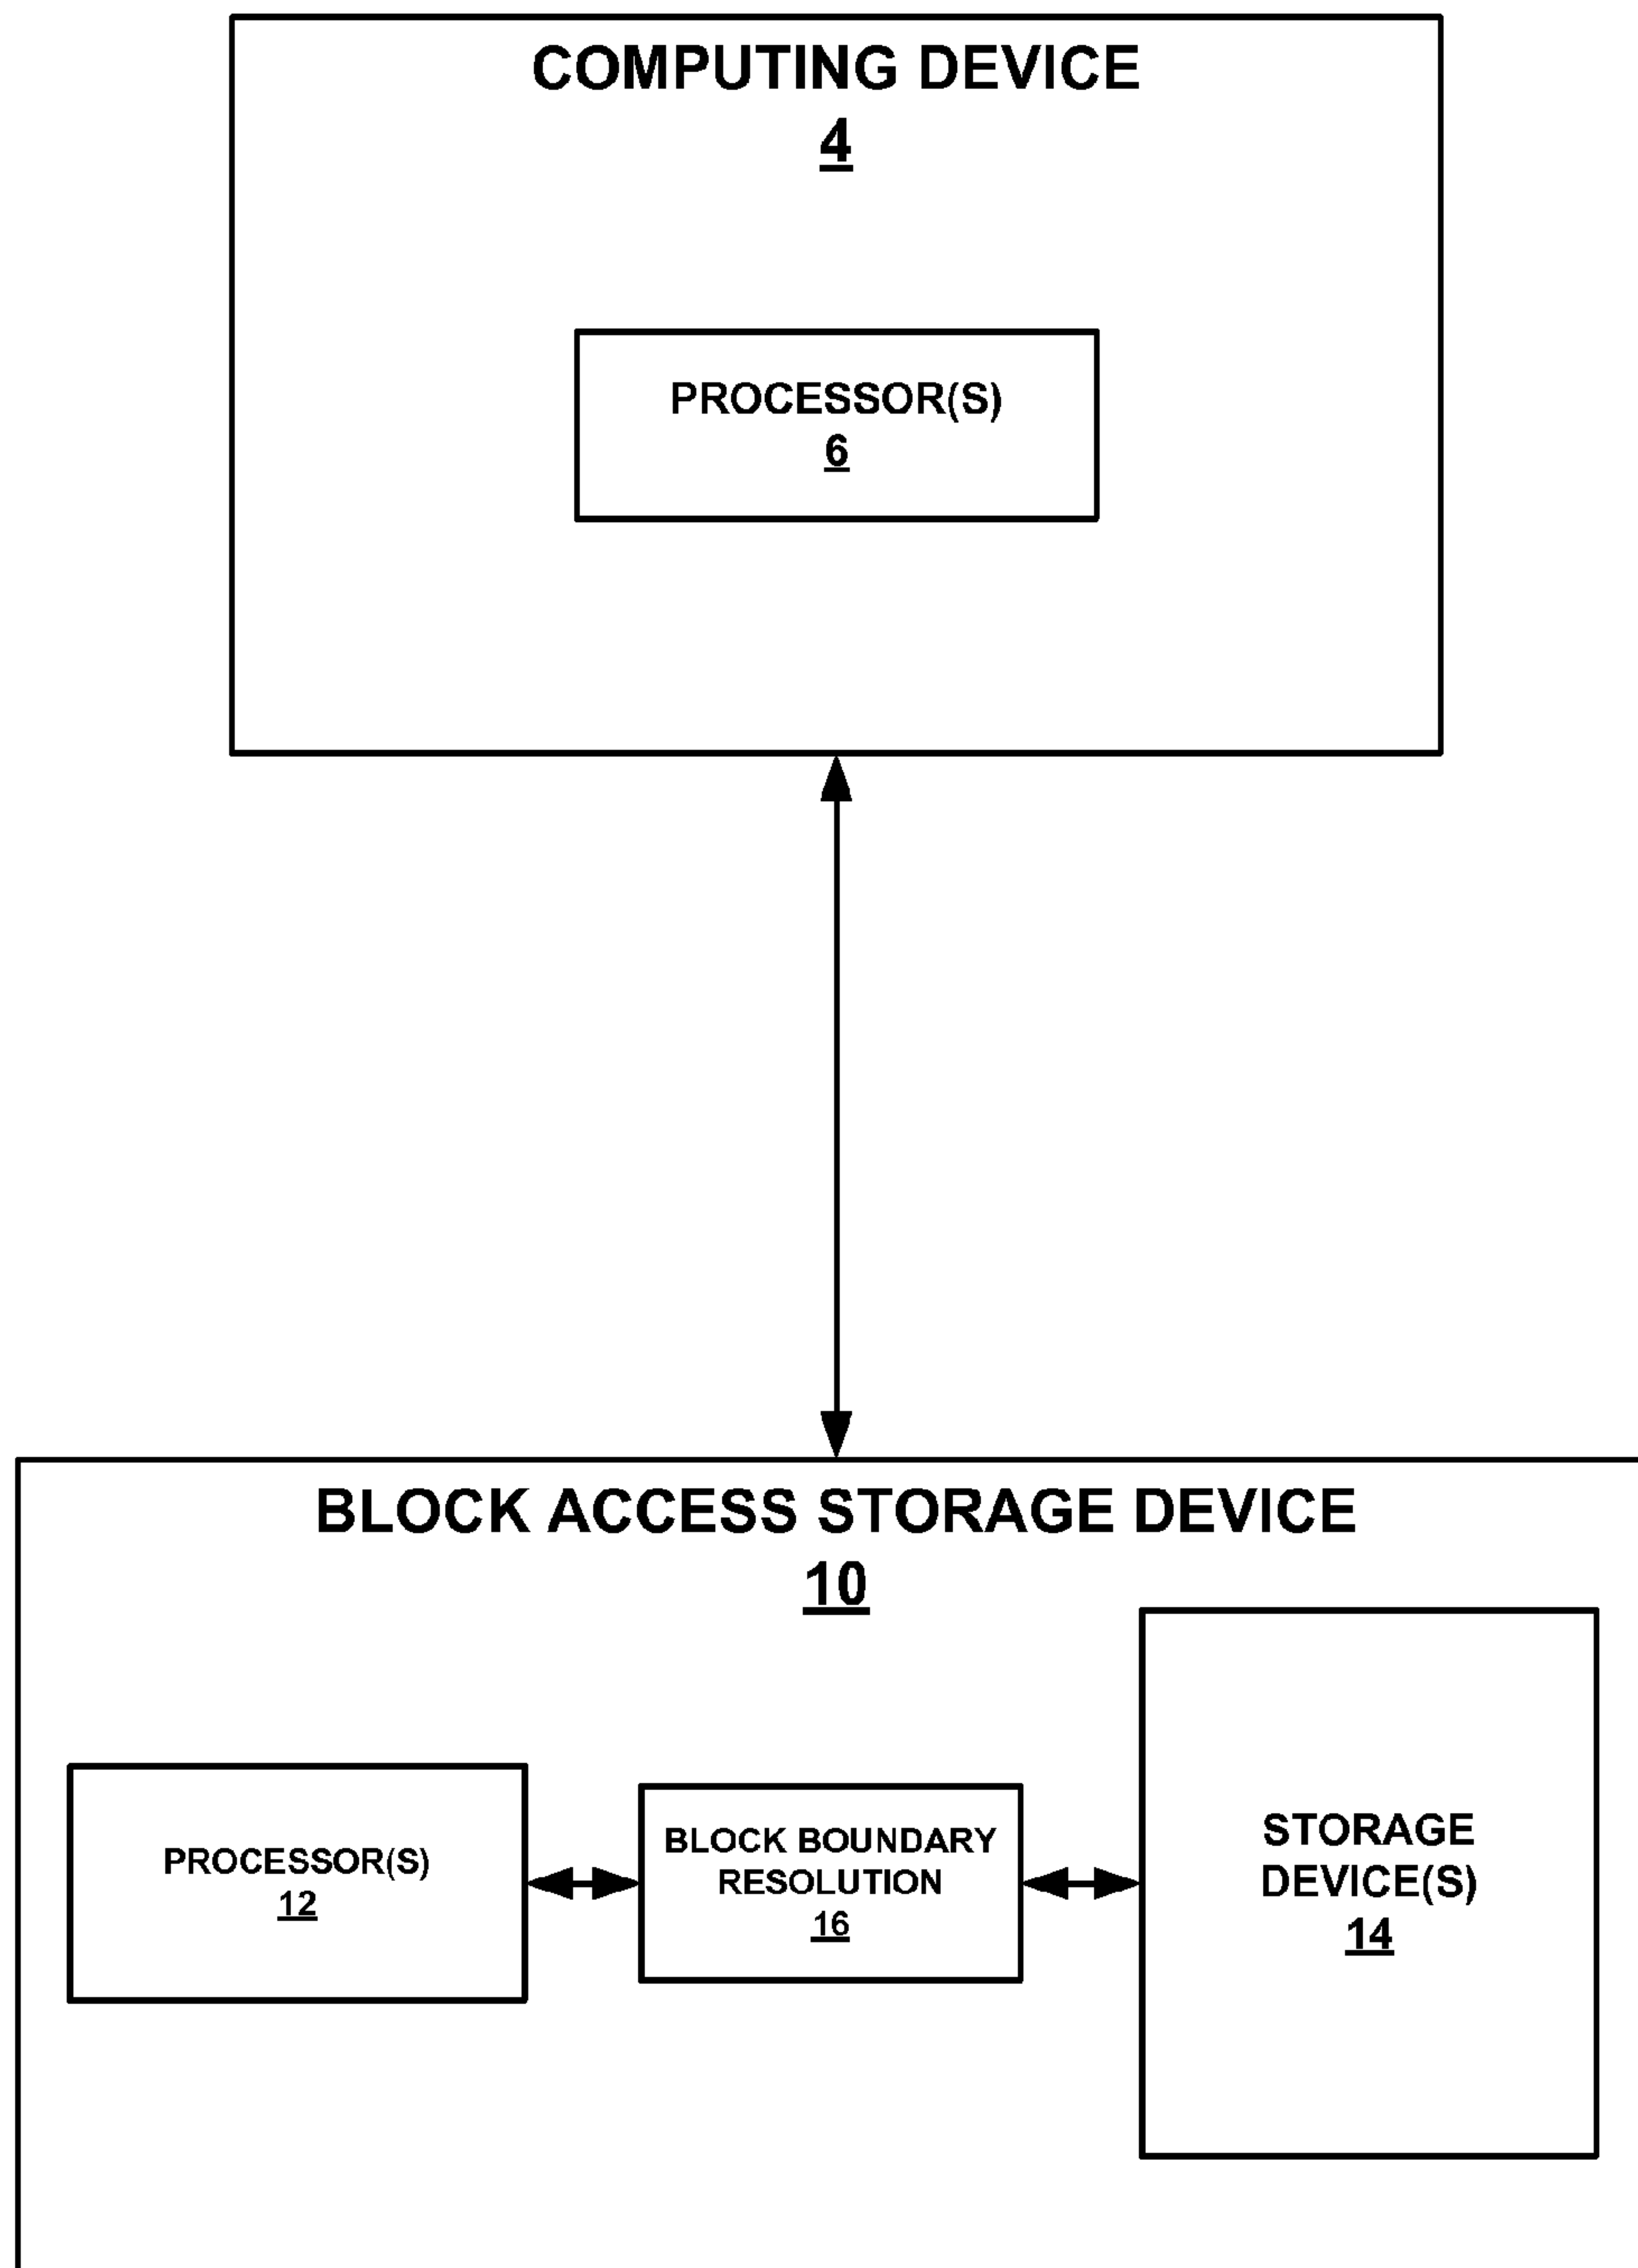 COMPUTING DEVICE
4
PROCESSOR(S)
6
BLOCK ACCESS STORAGE DEVICE
10
PROCESSOR(S)
12
BLOCK BOUNDARY
RESOLUTION
16
STORAGE
DEVICE(S)
14